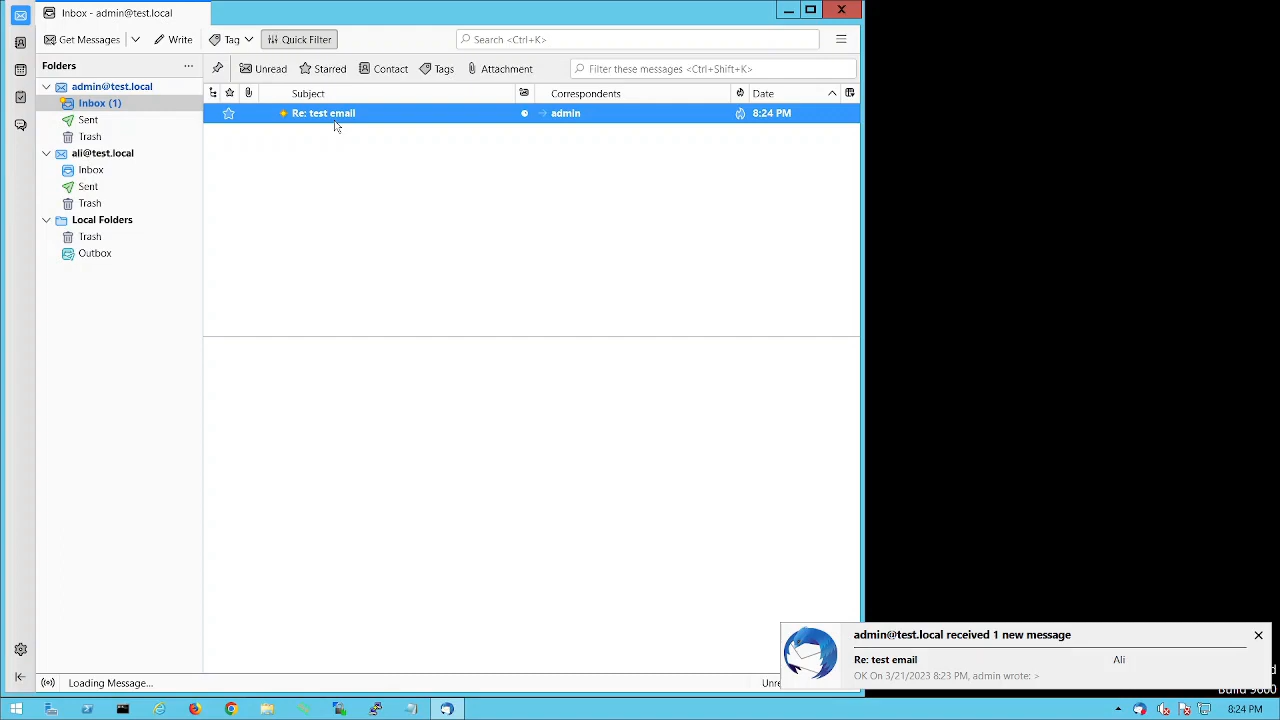 Inbox - admin@test.local
Get Messages
Write
Tag
Quick Filter
Search <Ctrl+K>
Folders
Unread
Starred
Contact
Tags
Attachment
Filter these messages <Ctrl+Shift+K>
Subject
Correspondents
Date
admin@test.local
Inbox (1)
Re: test email
admin
8:24 PM
Sent
Trash
ali@test.local
Inbox
Sent
Trash
Local Folders
Trash
Outbox
admin@test.local received 1 new message
Re: test email
Ali
OK On 3/21/2023 8:23 PM, admin wrote: >
Loading Message...
Build 9600
8:24 PM